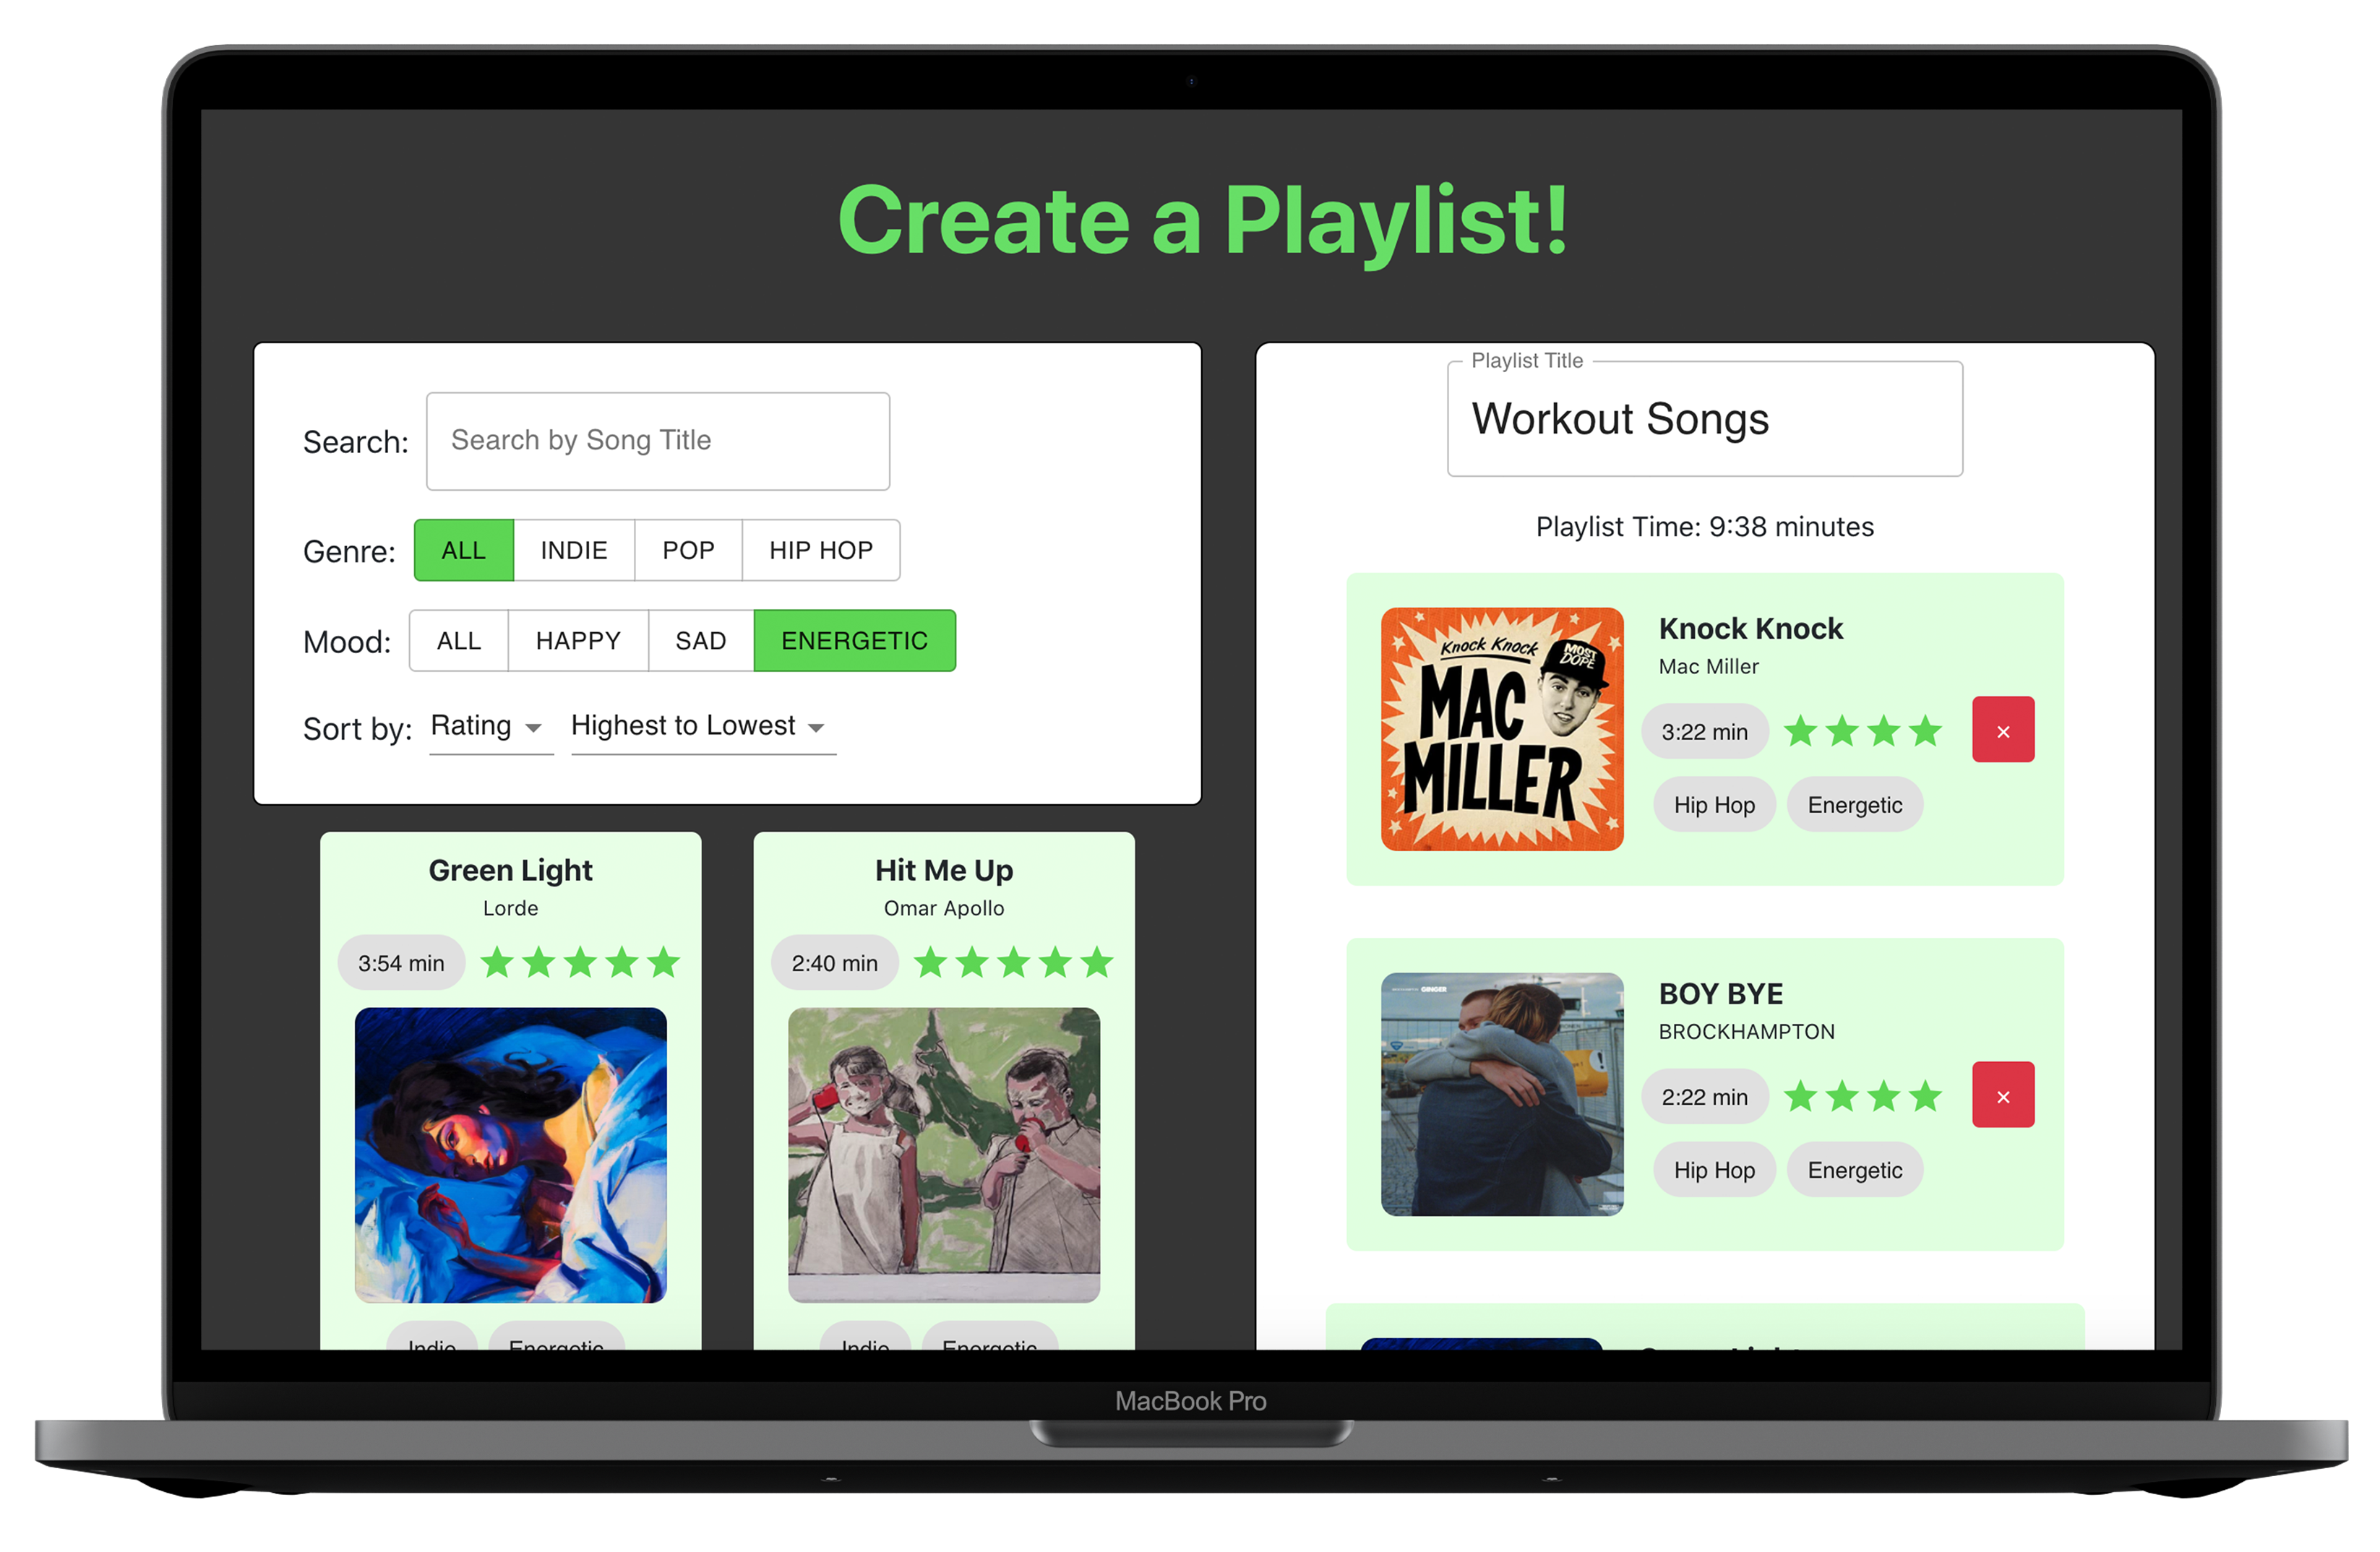 Create a Playlist!
Search: Search by Song Title
Genre: ALL INDIE POP HIP HOP
Mood: ALL HAPPY SAD ENERGETIC
Sort by: Rating Highest to Lowest
Green Light
Lorde
3:54 min
Indie Energetic
Hit Me Up
Omar Apollo
2:40 min
Indie Energetic
Playlist Title
Workout Songs
Playlist Time: 9:38 minutes
Knock Knock
MOST
DOPE
MAC
MILLER
Knock Knock
Mac Miller
3:22 min ×
Hip Hop Energetic
GINGER
BOY BYE
BROCKHAMPTON
2:22 min ×
Hip Hop Energetic
MacBook Pro